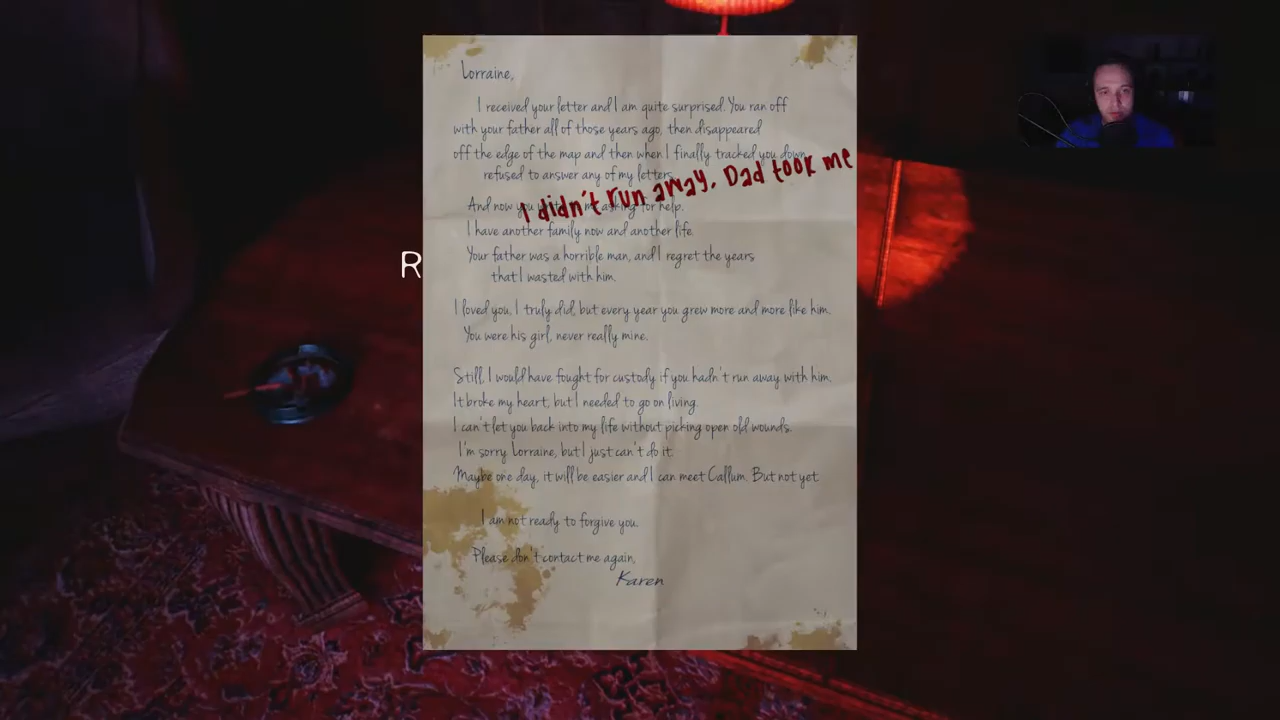 Lorraine,
I received your letter and I am quite surprised. You ran off
with your father all of those years ago, then disappeared
off the edge of the map and then when I finally tracked you down
refused to answer any of my letters
I didn't run away, Dad took me
And now you me asking for help.
I have another family now and another life.
Your father was a horrible man, and I regret the years
that I wasted with him.
I loved you, I truly did, but every year you grew more and more like him.
You were his girl, never really mine.
R
Still, I would have fought for custody if you hadn't run away with him.
It broke my heart, but I needed to go on living.
I can't let you back into my life without picking open old wounds.
I'm sorry Lorraine, but I just can't do it.
Maybe one day, it will be easier and I can meet Callum. But not yet.
I am not ready to forgive you.
Please don't contact me again,
Karen